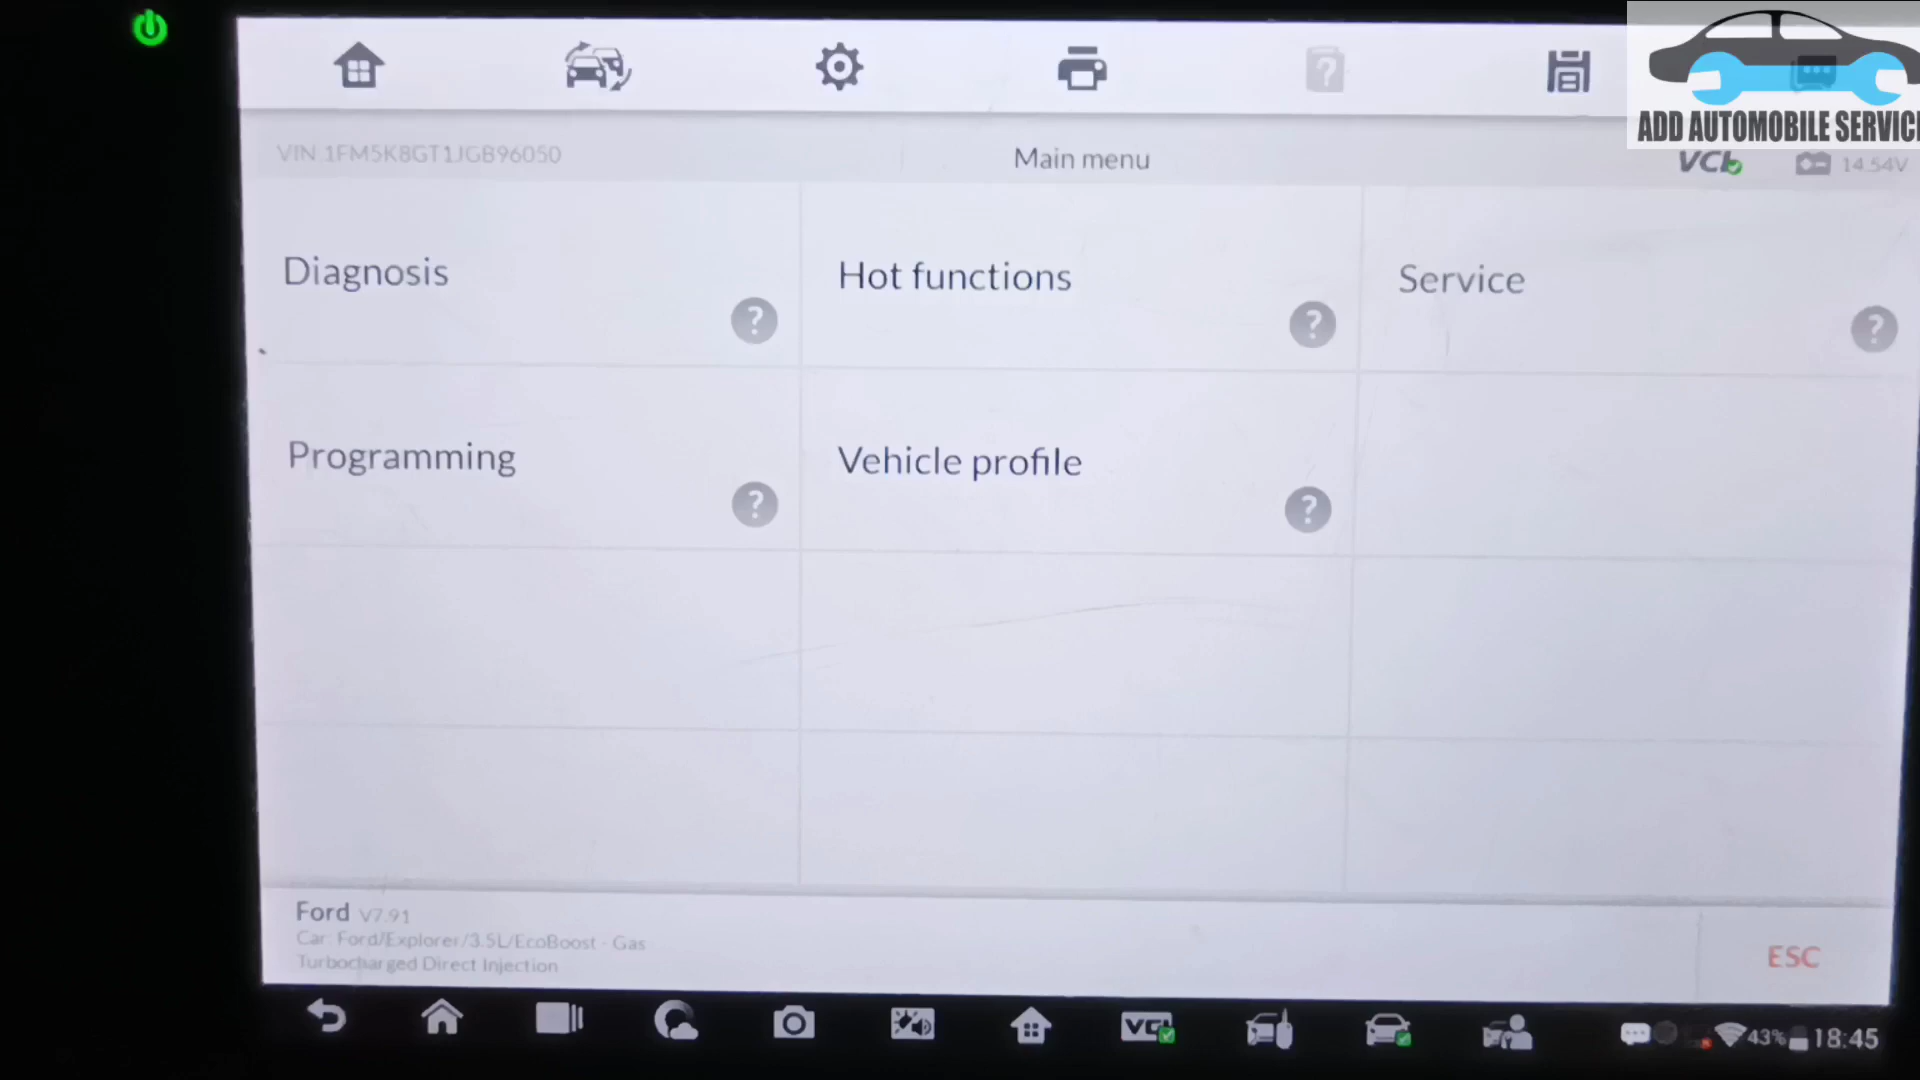 ADD AUTOMOBILE SERVIC
VIN 1FM5K8GT1JGB96050
Main menu
VCI
14.54V
Diagnosis
?
Hot functions
?
Service
?
Programming
?
Vehicle profile
?
Ford V7.91
Car: Ford/Explorer/3.5L/EcoBoost - Gas
Turbocharged Direct Injection
ESC
VCI
43%
18:45